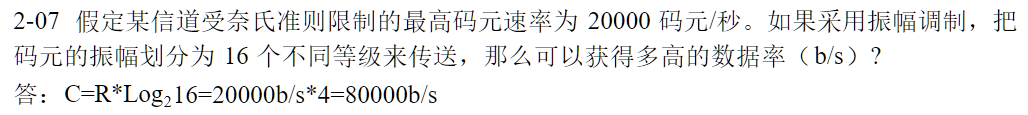 2-07 假定某信道受奈氏准则限制的最高码元速率为 20000 码元/秒。如果采用振幅调制，把
码元的振幅划分为 16 个不同等级来传送，那么可以获得多高的数据率（b/s）?
答：C=R*Log₂16=20000b/s*4=80000b/s